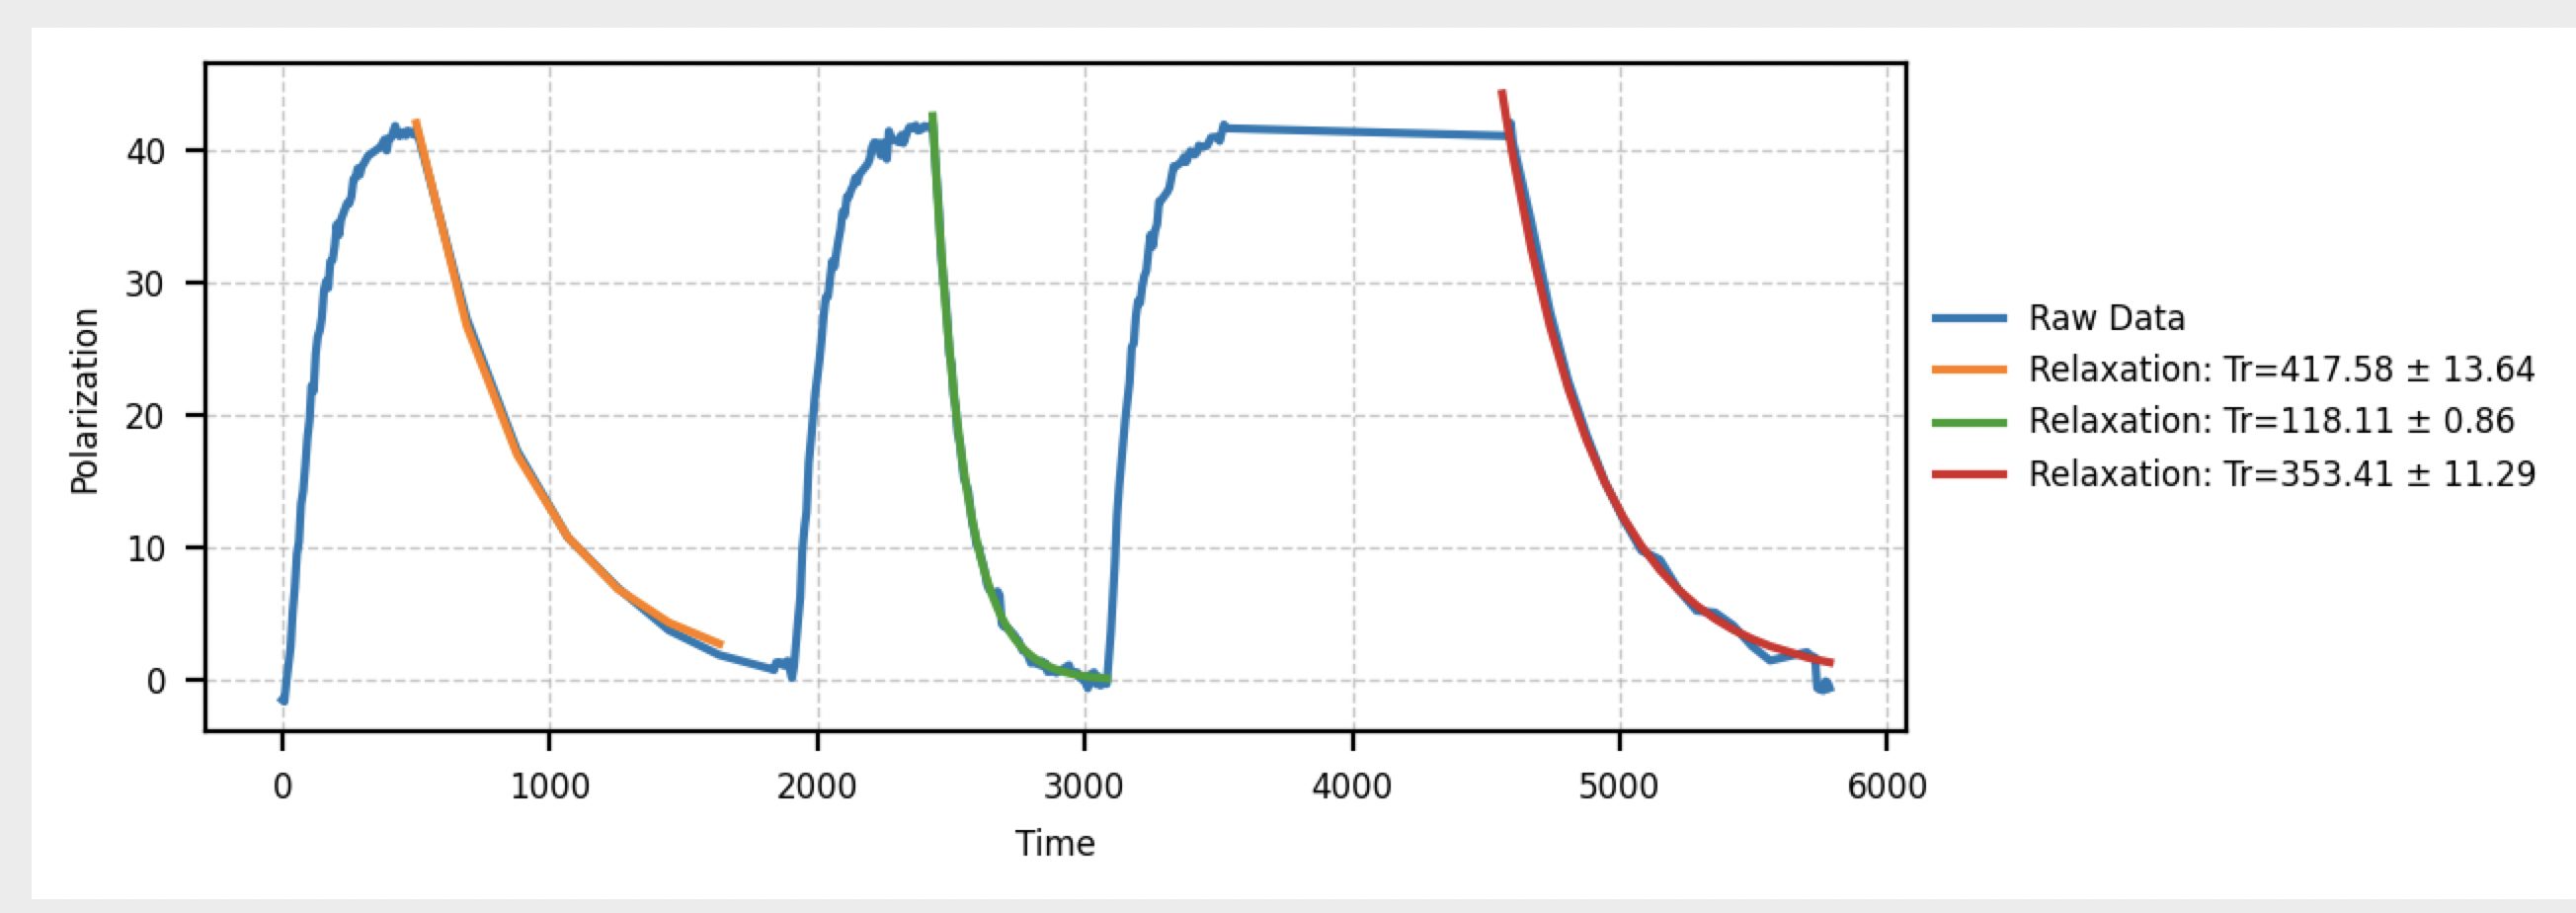 40
30
20
10
0
Polarization
0 1000 2000 3000 4000 5000 6000
Time
Raw Data
Relaxation: Tr=417.58 ± 13.64
Relaxation: Tr=118.11 ± 0.86
Relaxation: Tr=353.41 ± 11.29